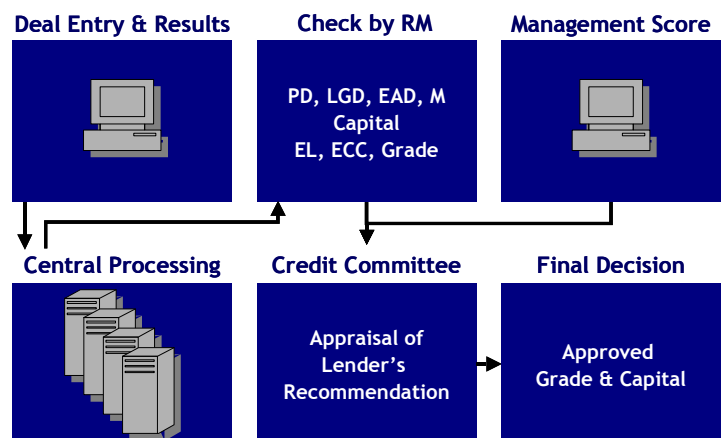 Deal Entry & Results
Check by RM
Management Score
PD, LGD, EAD, M
Capital
EL, ECC, Grade
Central Processing
Credit Committee
Final Decision
Appraisal of
Lender's
Recommendation
Approved
Grade & Capital